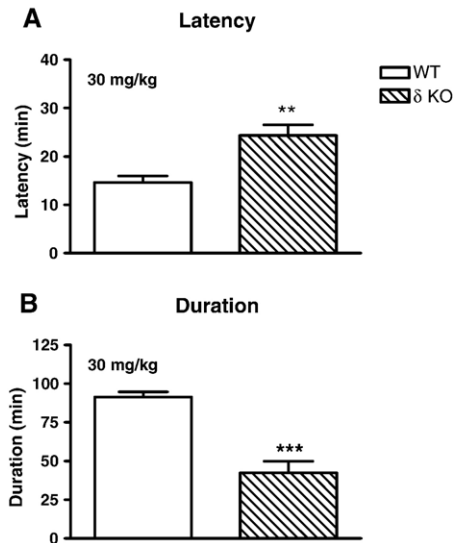 A
Latency
40
30
20
10
0
Latency (min)
30 mg/kg
**
WT
δ KO
B
Duration
125
100
75
50
25
0
Duration (min)
30 mg/kg
***